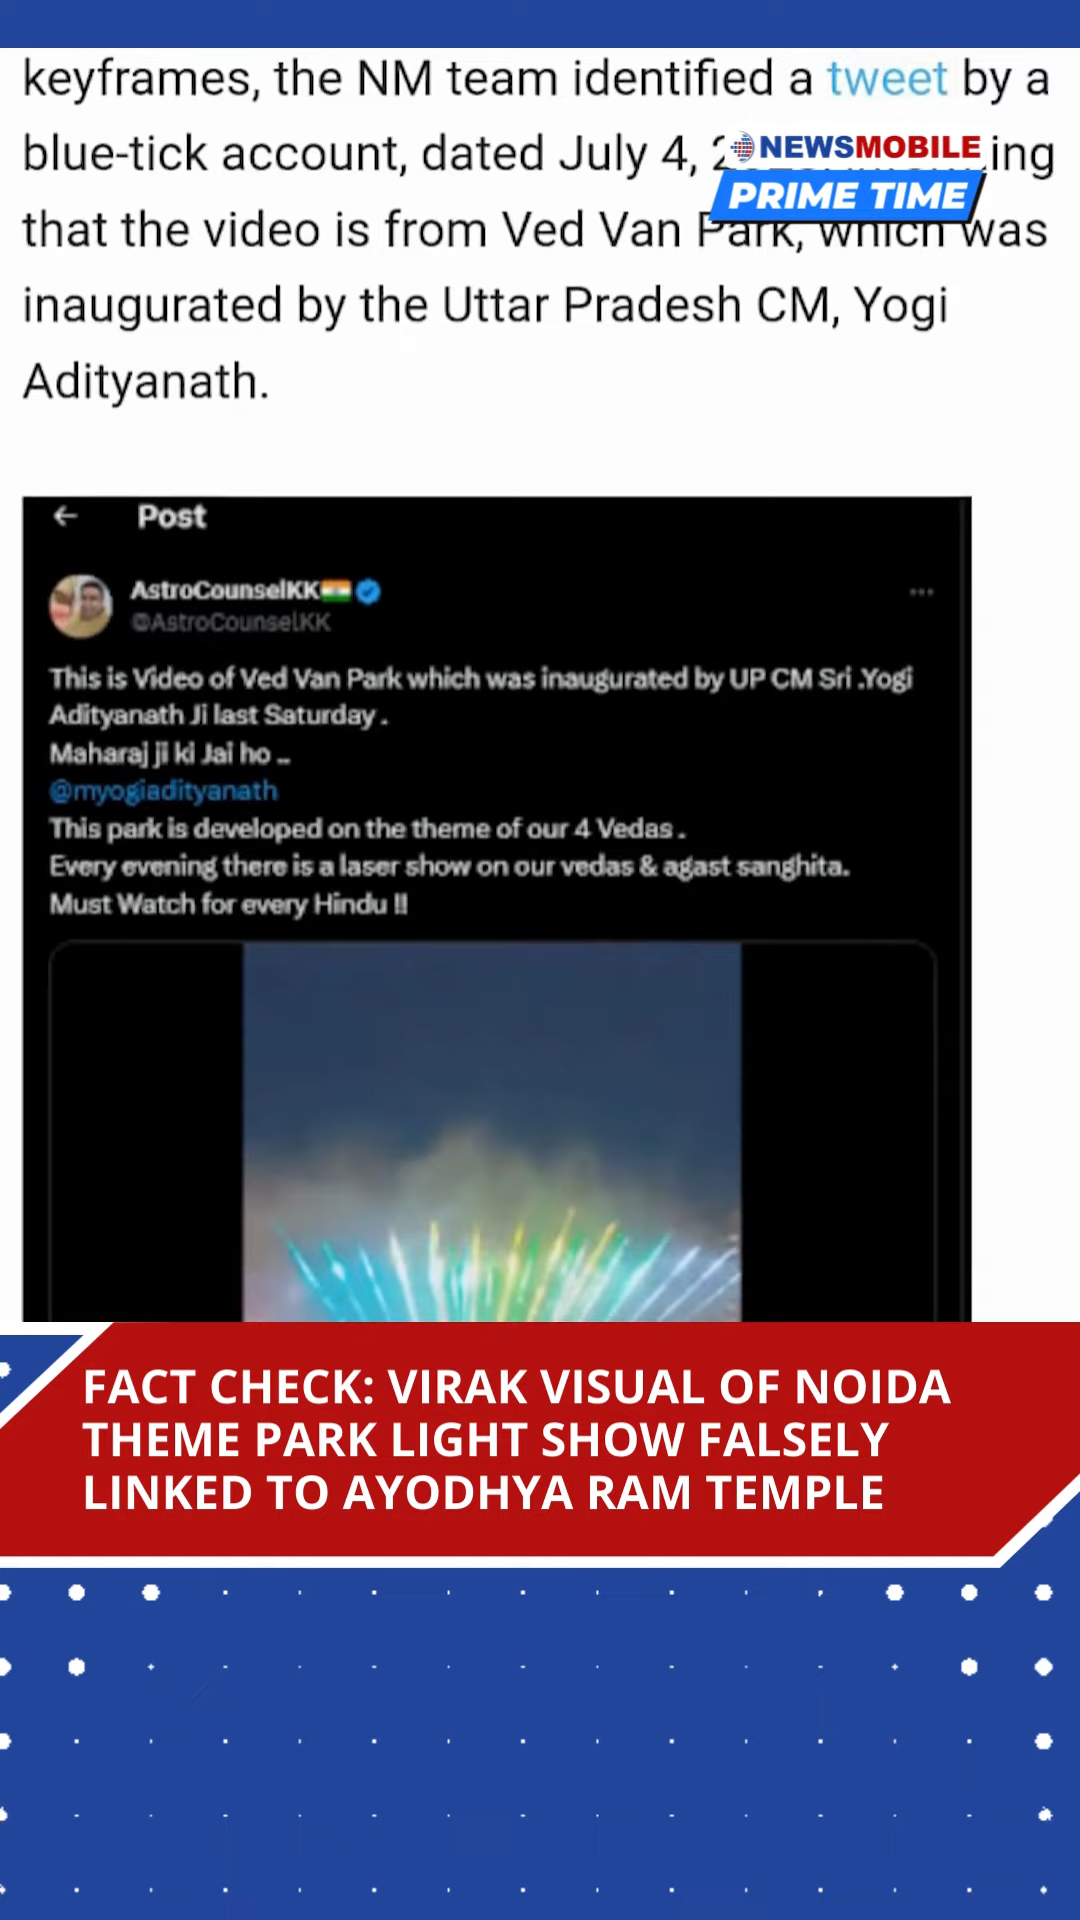 keyframes, the NM team identified a tweet by a
blue-tick account, dated July 4, ing
NEWSMOBILE
PRIME TIME
that the video is from Ved Van Park, which was
inaugurated by the Uttar Pradesh CM, Yogi
Adityanath.
Post
AstroCounselKK
@AstroCounselKK
This is Video of Ved Van Park which was inaugurated by UP CM Sri .Yogi
Adityanath Ji last Saturday .
Maharaj ji ki Jai ho ..
@myogiadityanath
This park is developed on the theme of our 4 Vedas .
Every evening there is a laser show on our vedas & agast sanghita.
Must Watch for every Hindu !!
FACT CHECK: VIRAK VISUAL OF NOIDA
THEME PARK LIGHT SHOW FALSELY
LINKED TO AYODHYA RAM TEMPLE